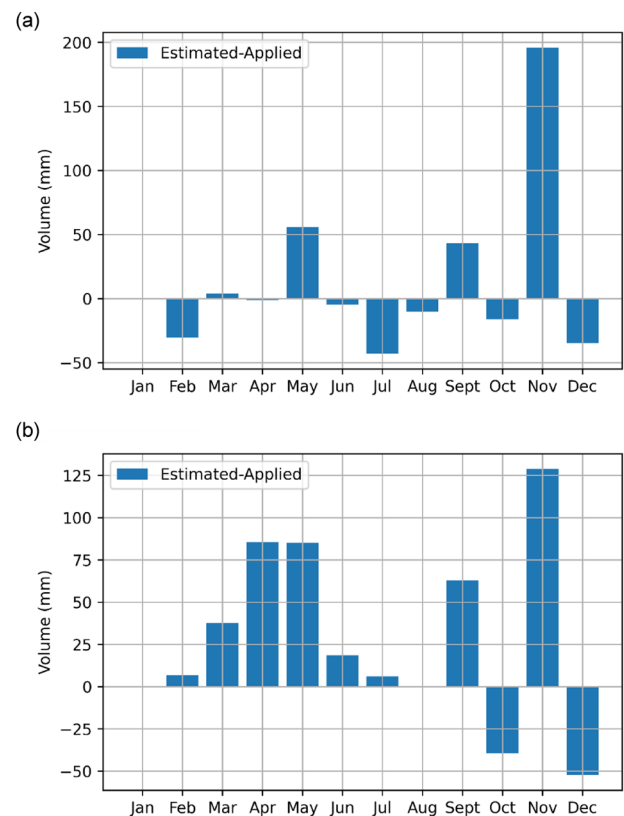 (a)
Estimated-Applied
Volume (mm)
200
150
100
50
0
−50
Jan Feb Mar Apr May Jun Jul Aug Sept Oct Nov Dec
(b)
Estimated-Applied
Volume (mm)
125
100
75
50
25
0
−25
−50
Jan Feb Mar Apr May Jun Jul Aug Sept Oct Nov Dec